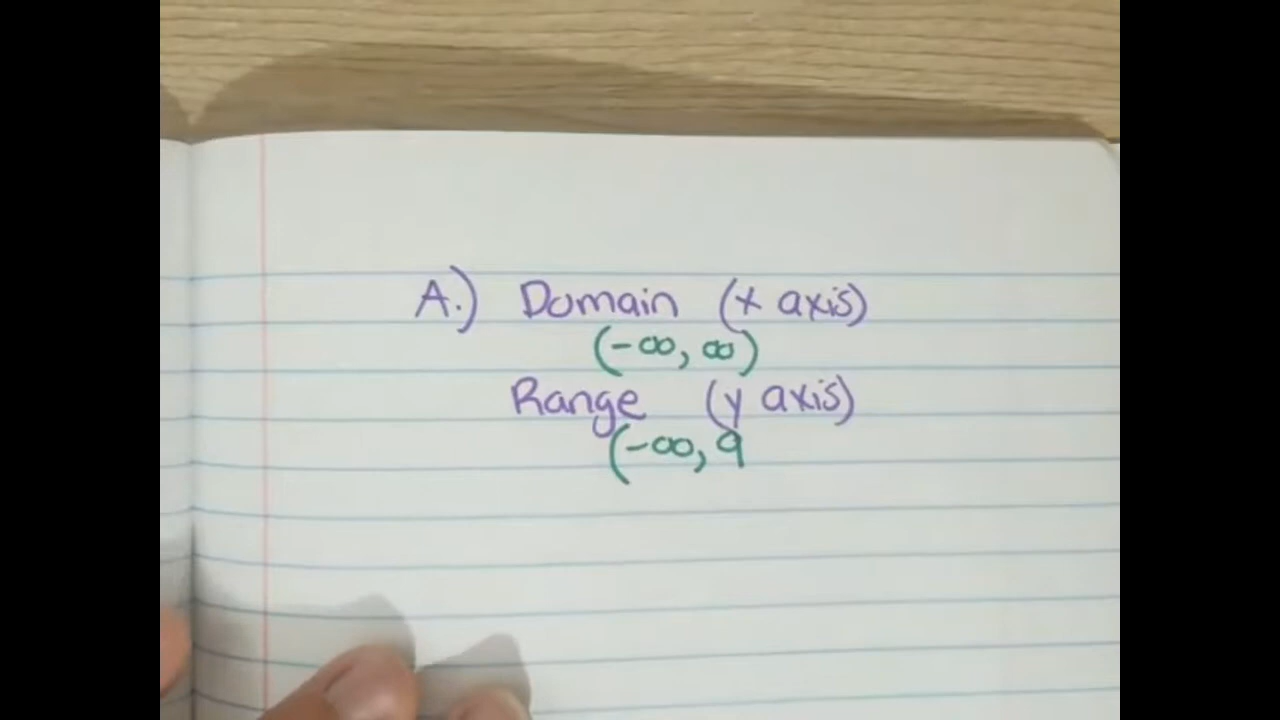 A.) Domain (x axis)
(-∞, ∞)
Range (y axis)
(-∞, 9